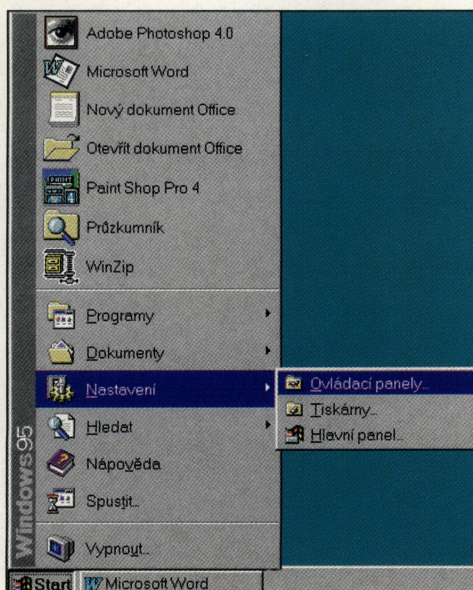 Adobe Photoshop 4.0
Microsoft Word
Nový dokument Office
Otevřít dokument Office
Paint Shop Pro 4
Průzkumník
WinZip
Programy
Dokumenty
Nastavení
Ovládací panely...
Tiskárny...
Hlavní panel...
Hledat
Nápověda
Spustit...
Vypnout...
Windows95
Start
Microsoft Word